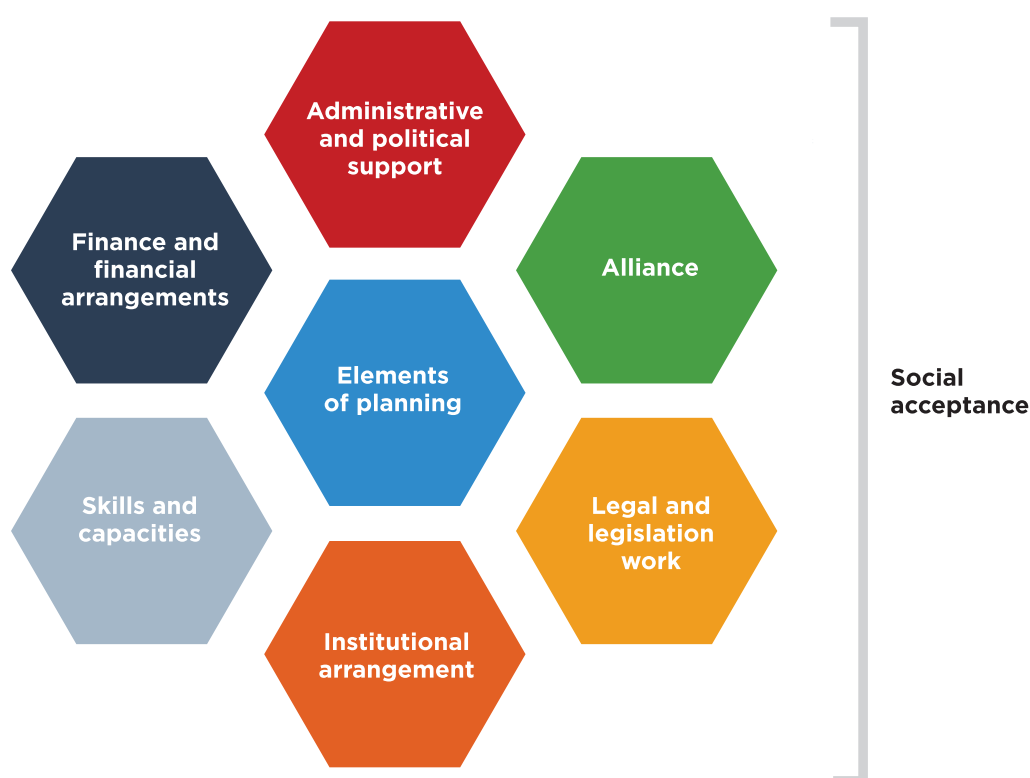 Administrative
and political
support
Finance and
financial
arrangements
Alliance
Elements
of planning
Social
acceptance
Skills and
capacities
Legal and
legislation
work
Institutional
arrangement